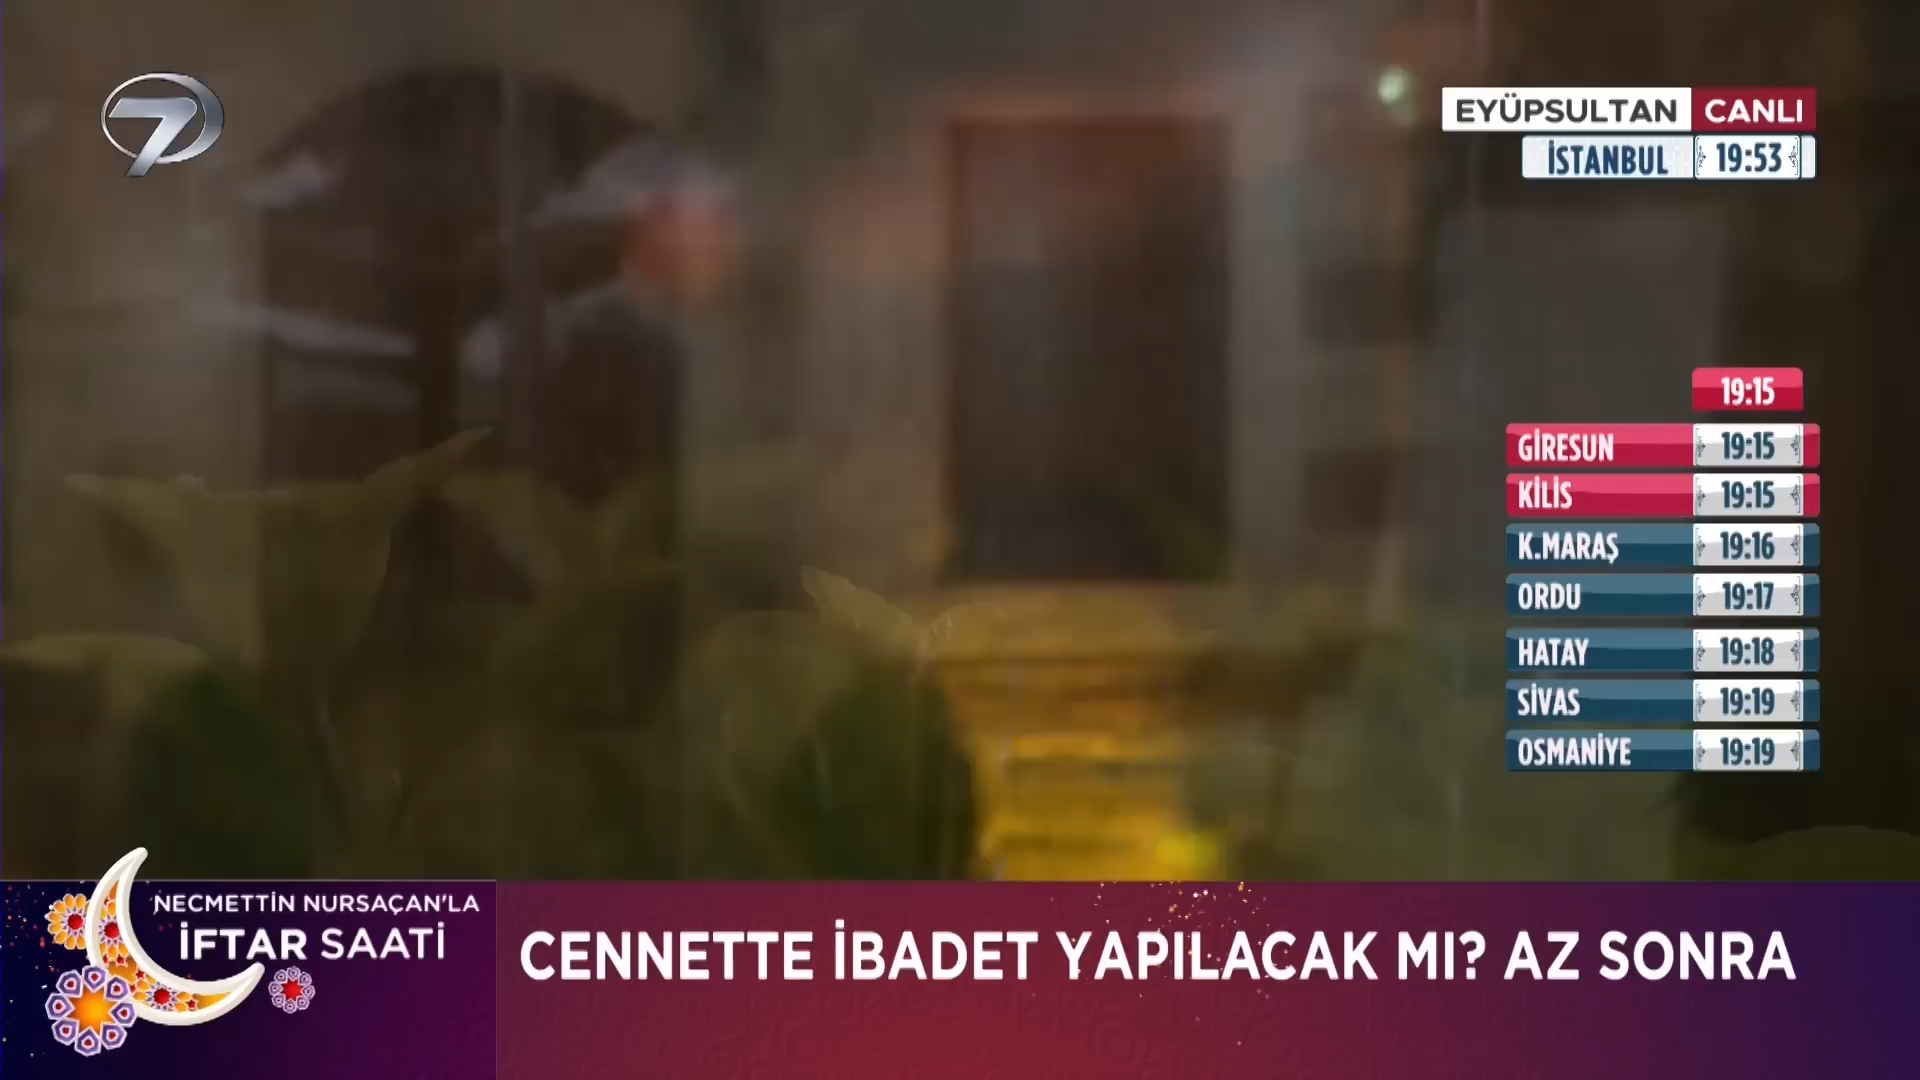 7
EYÜPSULTAN CANLI
İSTANBUL 19:53
19:15
GİRESUN 19:15
KİLİS 19:15
K.MARAŞ 19:16
ORDU 19:17
HATAY 19:18
SİVAS 19:19
OSMANİYE 19:19
NECMETTİN NURSAÇAN'LA
İFTAR SAATİ
CENNETTE İBADET YAPILACAK MI? AZ SONRA